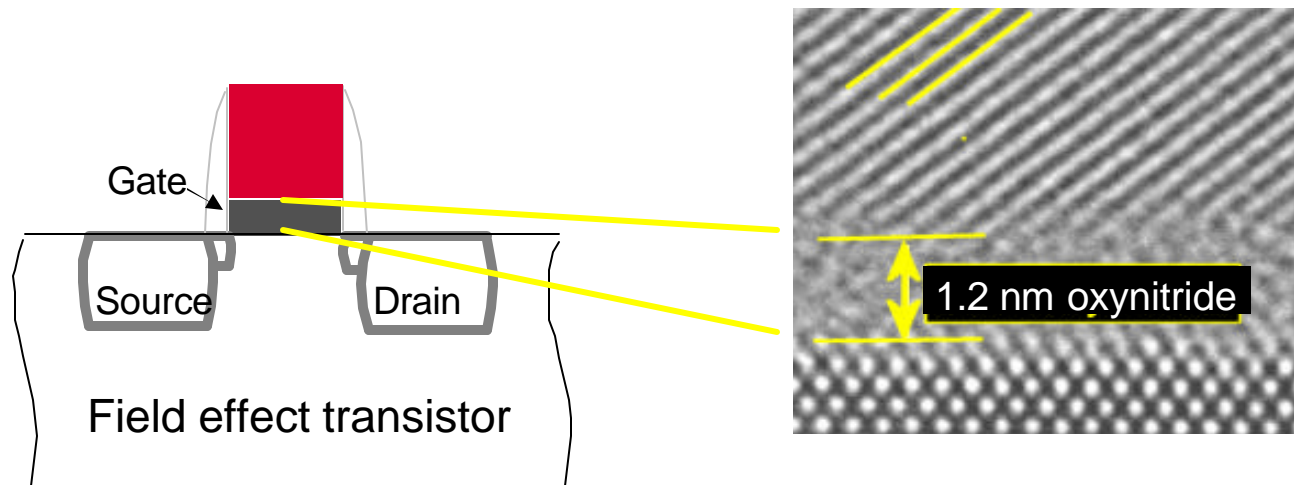 Gate
Source
Drain
Field effect transistor
1.2 nm oxynitride